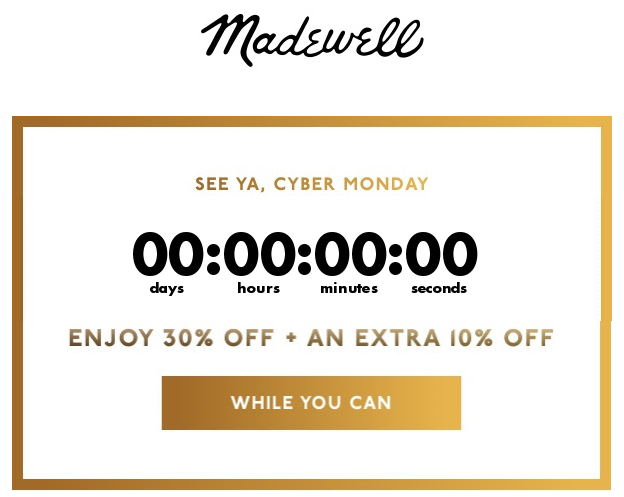 Madewell
SEE YA, CYBER MONDAY
00:00:00:00
days hours minutes seconds
ENJOY 30% OFF + AN EXTRA 10% OFF
WHILE YOU CAN